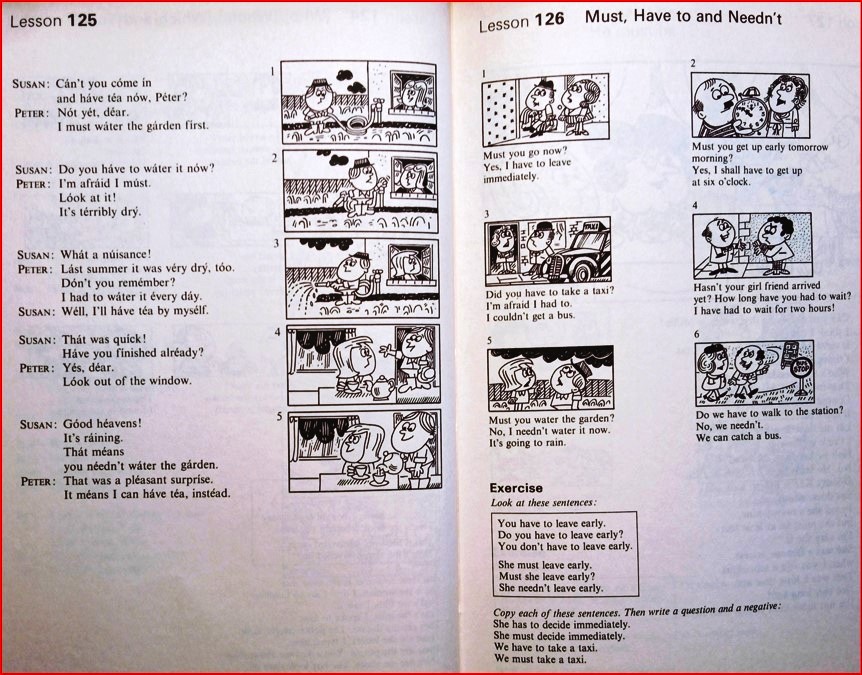 Lesson 125
1
SUSAN: Cán't you cóme ín
and háve téa nów, Péter?
PETER: Nót yét, déar.
I must wáter the gárden first.
2
SUSAN: Do you háve to wáter it nów?
PETER: I'm afráid I múst.
Lóok at it!
It's térribly drý.
3
SUSAN: Whát a núisance!
PETER: Lást summer it was véry drý, tóo.
Dón't you remémber?
I had to wáter it évery dáy.
SUSAN: Wéll, I'll háve téa by mysélf.
4
SUSAN: Thát was quíck!
Háve you fínished alréady?
PETER: Yés, déar.
Lóok out of the wíndow.
5
SUSAN: Góod héavens!
It's ráining.
Thát méans
you néedn't wáter the gárden.
PETER: That was a pléasant surprise.
It méans I can háve téa, instéad.
Lesson 126 Must, Have to and Needn't
1
Must you go now?
Yes, I have to leave
immediately.
2
Must you get up early tomorrow
morning?
Yes, I shall have to get up
at six o'clock.
3
TAXI
Did you have to take a taxi?
I'm afraid I had to.
I couldn't get a bus.
4
Hasn't your girl friend arrived
yet? How long have you had to wait?
I have had to wait for two hours!
5
Must you water the garden?
No, I needn't water it now.
It's going to rain.
6
BUS
STOP
Do we have to walk to the station?
No, we needn't.
We can catch a bus.
Exercise
Look at these sentences:
You have to leave early.
Do you have to leave early?
You don't have to leave early.
She must leave early.
Must she leave early?
She needn't leave early.
Copy each of these sentences. Then write a question and a negative:
She has to decide immediately.
She must decide immediately.
We have to take a taxi.
We must take a taxi.